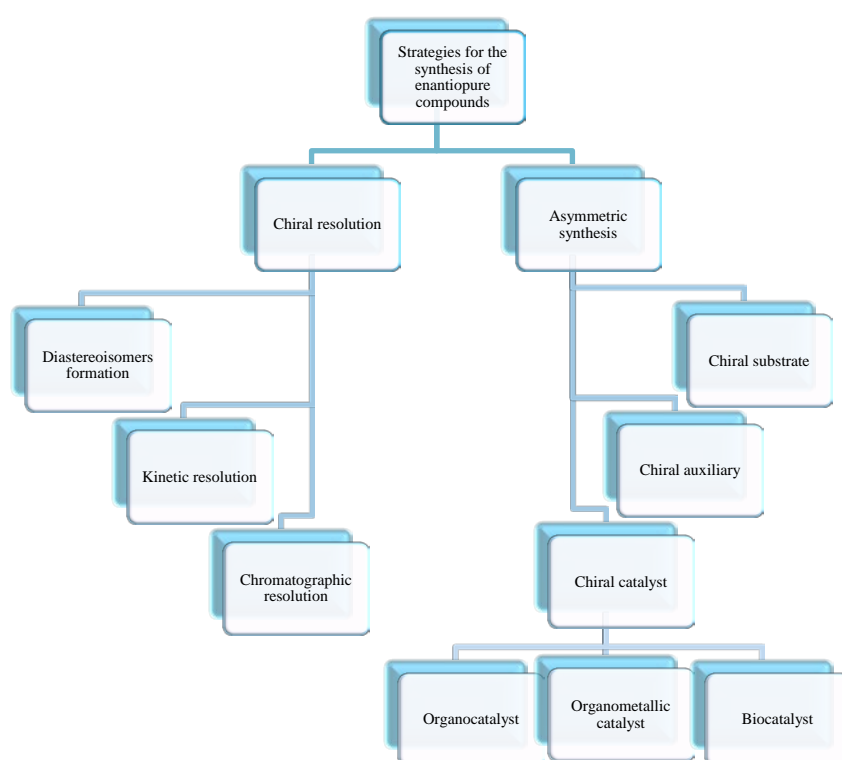 Strategies for the
synthesis of
enantiopure
compounds
Chiral resolution
Asymmetric
synthesis
Diastereoisomers
formation
Chiral substrate
Kinetic resolution
Chiral auxiliary
Chromatographic
resolution
Chiral catalyst
Organocatalyst
Organometallic
catalyst
Biocatalyst